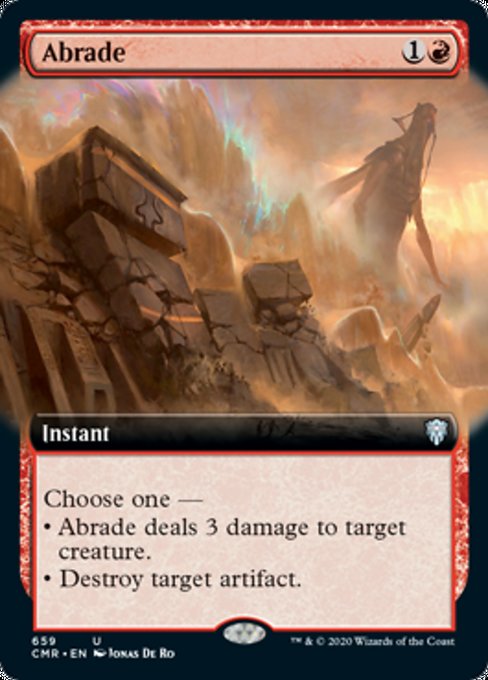 Abrade 1
Instant
Choose one —
• Abrade deals 3 damage to target
creature.
• Destroy target artifact.
659 U ™ & © 2020 Wizards of the Coast
CMR • EN Jonas De Ro